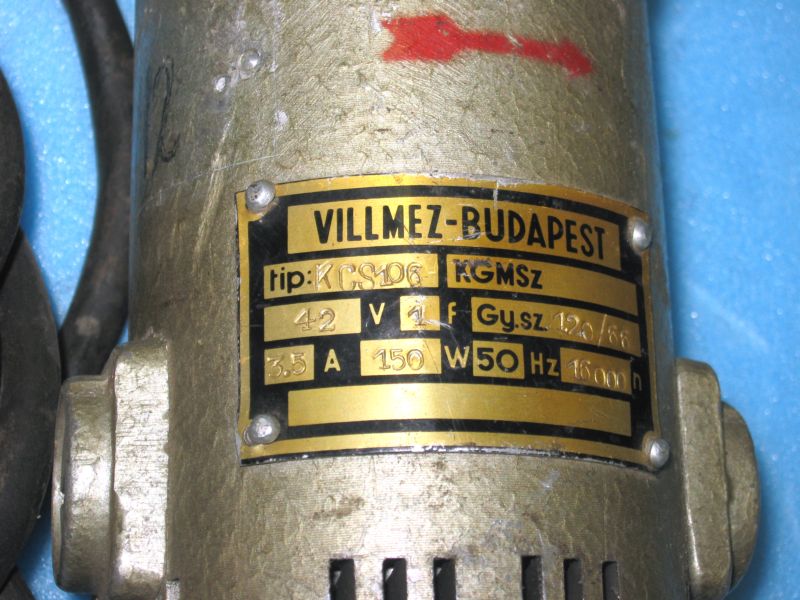 VILLMEZ-BUDAPEST
tip: KCS106 KGMSz
42 V 1 f Gy.sz. 120/66
3.5 A 150 W 50 Hz 16000 n